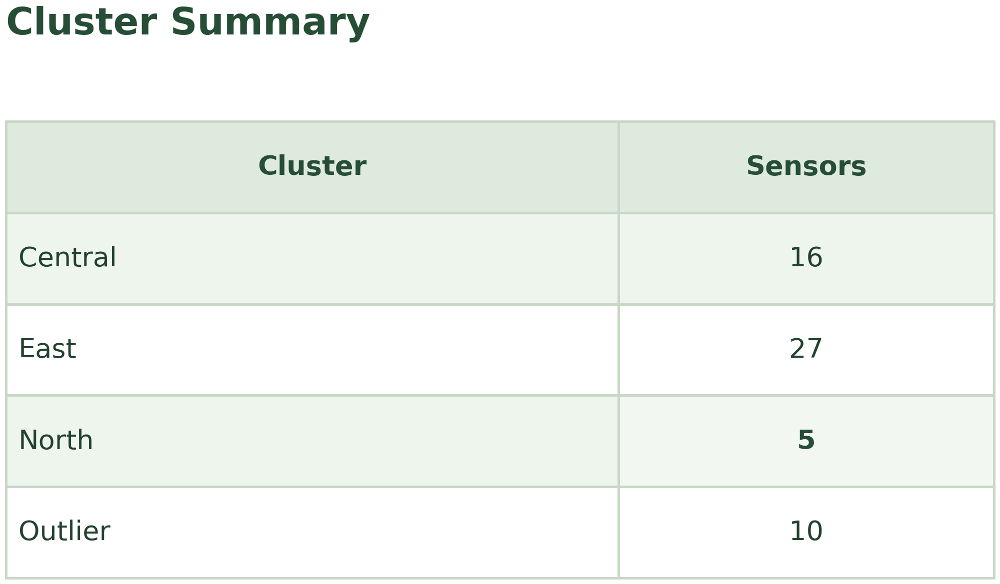 Cluster Summary
Cluster Sensors
Central 16
East 27
North 5
Outlier 10